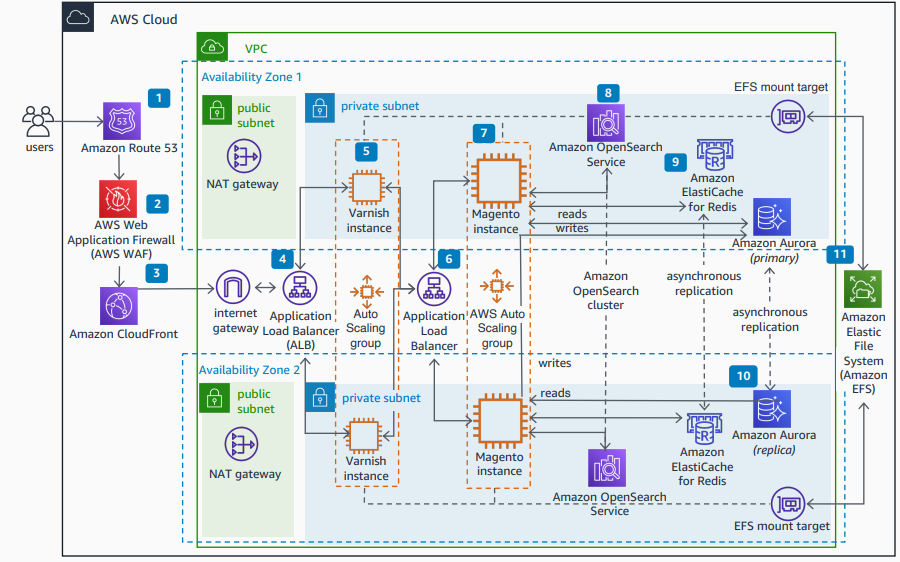 AWS Cloud
VPC
Availability Zone 1
1
users
53
Amazon Route 53
2
AWS Web
Application Firewall
(AWS WAF)
3
Amazon CloudFront
public
subnet
NAT gateway
private subnet
5
Varnish
instance
7
Magento
instance
8
Amazon OpenSearch
Service
9
R
Amazon
ElastiCache
for Redis
EFS mount target
reads
writes
Amazon Aurora
(primary)
internet
gateway
4
Application
Load Balancer
(ALB)
Auto
Scaling
group
6
Application
Load
Balancer
AWS Auto
Scaling
group
Amazon
OpenSearch
cluster
asynchronous
replication
asynchronous
replication
11
Amazon
Elastic
File
System
(Amazon
EFS)
writes
Availability Zone 2
public
subnet
NAT gateway
private subnet
Varnish
instance
Magento
instance
reads
10
Amazon Aurora
(replica)
R
Amazon
ElastiCache
for Redis
Amazon OpenSearch
Service
EFS mount target